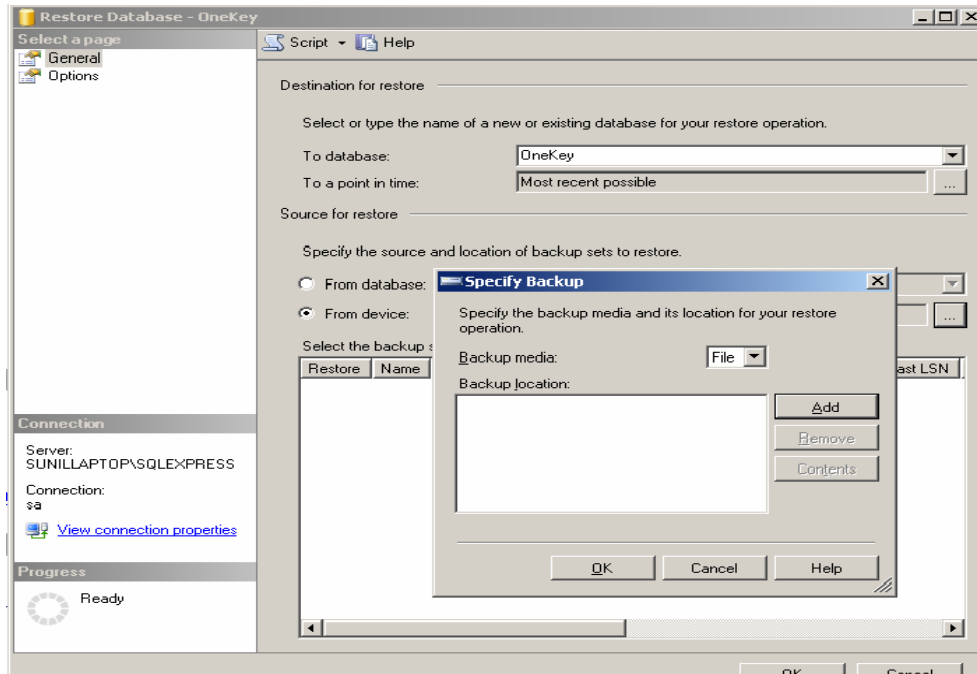 Restore Database - OneKey
Select a page
General
Options
Script
Help
Destination for restore
Select or type the name of a new or existing database for your restore operation.
To database:
OneKey
To a point in time:
Most recent possible
...
Source for restore
Specify the source and location of backup sets to restore.
From database:
From device:
...
Select the backup
Restore
Name
LSN
Specify Backup
Specify the backup media and its location for your restore
operation.
Backup media:
File
Backup location:
Add
Remove
Contents
OK
Cancel
Help
Connection
Server:
SUNILLAPTOP\SQLEXPRESS
Connection:
sa
View connection properties
Progress
Ready
OK
Cancel